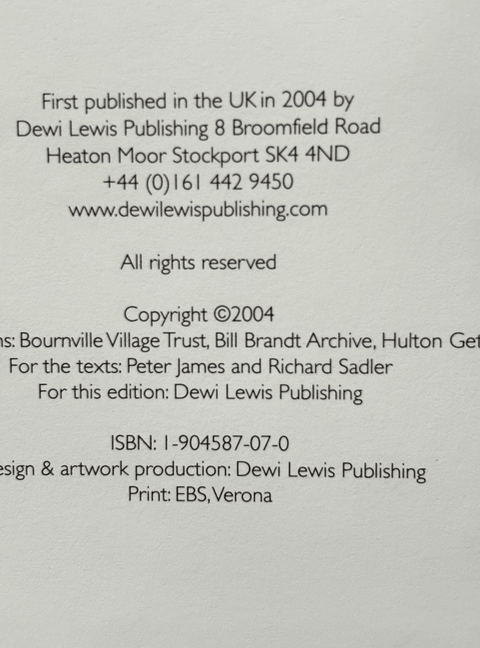 First published in the UK in 2004 by
Dewi Lewis Publishing 8 Broomfield Road
Heaton Moor Stockport SK4 4ND
+44 (0)161 442 9450
www.dewilewispublishing.com
All rights reserved
Copyright ©2004
Bournville Village Trust, Bill Brandt Archive, Hulton
For the texts: Peter James and Richard Sadler
For this edition: Dewi Lewis Publishing
ISBN: 1-904587-07-0
& artwork production: Dewi Lewis Publishing
Print: EBS, Verona